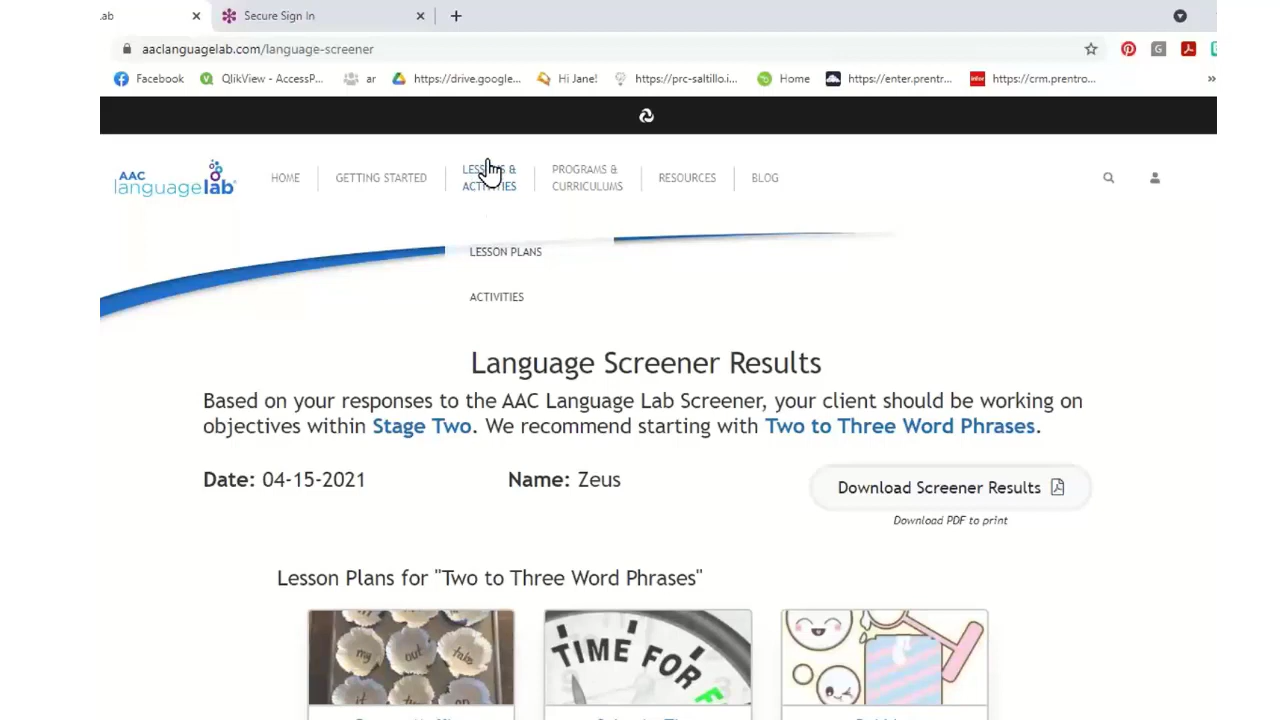 .ab
Secure Sign In
aaclanguagelab.com/language-screener
Facebook QlikView - AccessP... ar https://drive.google... Hi Jane! https://prc-saltillo.i... Home https://enter.prentro... https://crm.prentro... »
AAC
languagelab
HOME
GETTING STARTED
LESSONS &
ACTIVITIES
PROGRAMS &
CURRICULUMS
RESOURCES
BLOG
LESSON PLANS
ACTIVITIES
Language Screener Results
Based on your responses to the AAC Language Lab Screener, your client should be working on
objectives within Stage Two. We recommend starting with Two to Three Word Phrases.
Date: 04-15-2021 Name: Zeus
Download Screener Results
Download PDF to print
Lesson Plans for "Two to Three Word Phrases"
my out
TIME FOR F